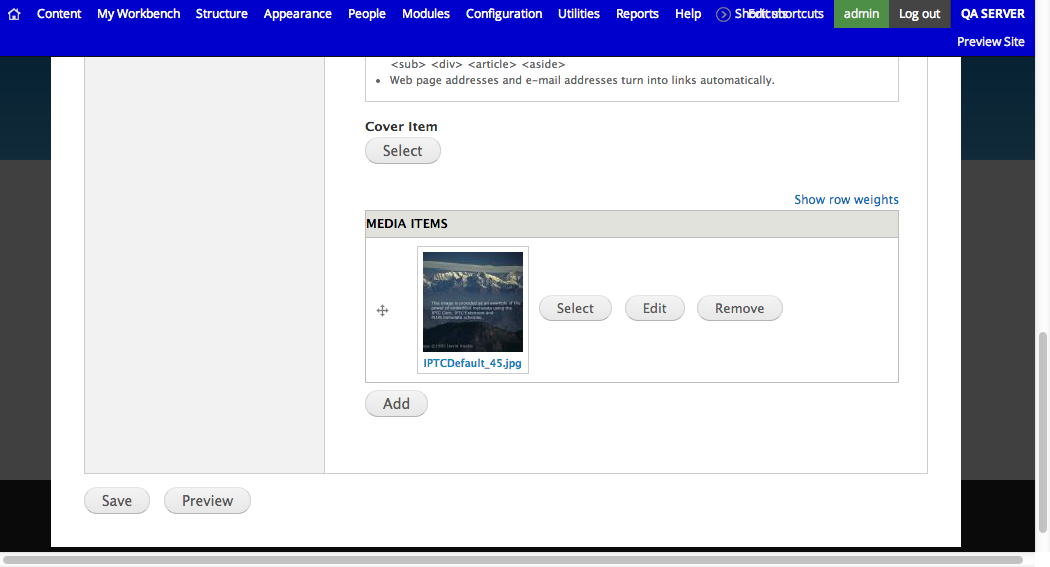 Content My Workbench Structure Appearance People Modules Configuration Utilities Reports Help Shortcuts Edit shortcuts admin Log out QA SERVER
Preview Site
<sub> <div> <article> <aside>
• Web page addresses and e-mail addresses turn into links automatically.
Cover Item
Select
Show row weights
MEDIA ITEMS
This image is provided as an example of the
power of embedded metadata using the
IPTC Core, IPTC Extension and
PLUS metadata schemas.
©1991 David Riecks
IPTCDefault_45.jpg
Select Edit Remove
Add
Save Preview